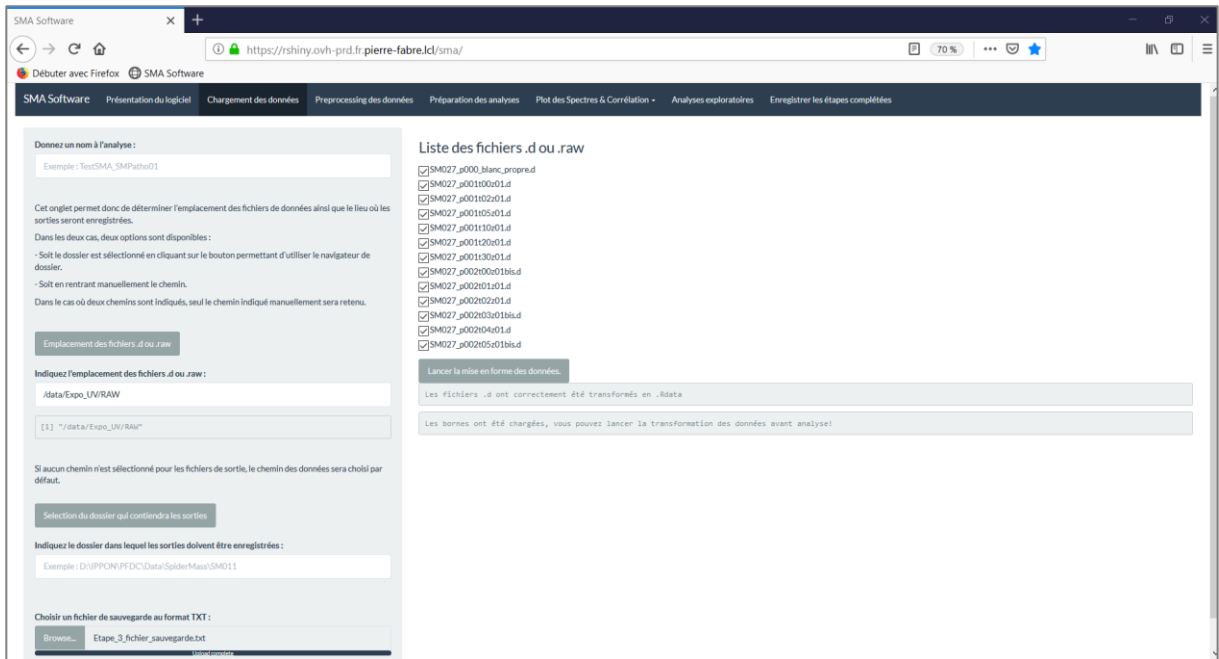 SMA Software
https://rshiny.ovh-prd.fr.pierre-fabre.lcl/sma/
70 %
Débuter avec Firefox SMA Software
SMA Software Présentation du logiciel Chargement des données Preprocessing des données Préparation des analyses Plot des Spectres & Corrélation Analyses exploratoires Enregistrer les étapes complétées
Donnez un nom à l'analyse :
Exemple : TestSMA_SMPatho01
Cet onglet permet donc de déterminer l'emplacement des fichiers de données ainsi que le lieu où les
sorties seront enregistrées.
Dans les deux cas, deux options sont disponibles :
- Soit le dossier est sélectionné en cliquant sur le bouton permettant d'utiliser le navigateur de
dossier.
- Soit en rentrant manuellement le chemin.
Dans le cas où deux chemins sont indiqués, seul le chemin indiqué manuellement sera retenu.
Emplacement des fichiers .d ou .raw
Indiquez l'emplacement des fichiers .d ou .raw :
/data/Expo_UV/RAW
[1] "/data/Expo_UV/RAW"
Si aucun chemin n'est sélectionné pour les fichiers de sortie, le chemin des données sera choisi par
défaut.
Selection du dossier qui contiendra les sorties
Indiquez le dossier dans lequel les sorties doivent être enregistrées :
Exemple : D:\IPPON\PFDC\Data\SpiderMass\SM011
Choisir un fichier de sauvegarde au format TXT :
Browse... Etape_3_fichier_sauvegarde.txt
Upload complete
Liste des fichiers .d ou .raw
SM027_p000_blanc_propre.d
SM027_p001t00z01.d
SM027_p001t02z01.d
SM027_p001t05z01.d
SM027_p001t10z01.d
SM027_p001t20z01.d
SM027_p001t30z01.d
SM027_p002t00z01bis.d
SM027_p002t01z01.d
SM027_p002t02z01.d
SM027_p002t03z01bis.d
SM027_p002t04z01.d
SM027_p002t05z01bis.d
Lancer la mise en forme des données.
Les fichiers .d ont correctement été transformés en .Rdata
Les bornes ont été chargées, vous pouvez lancer la transformation des données avant analyse!